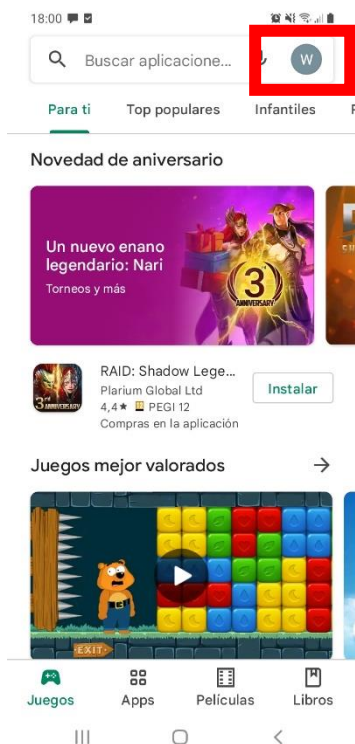 18:00
Buscar aplicacione...
W
Para ti Top populares Infantiles
Novedad de aniversario
Un nuevo enano
legendario: Nari
Torneos y más
3
ANNIVERSARY
RAID: Shadow Lege...
Plarium Global Ltd
4,4★ PEGI 12
Compras en la aplicación
Instalar
3rd
ANNIVERSARY
Juegos mejor valorados →
EXIT
Juegos Apps Películas Libros